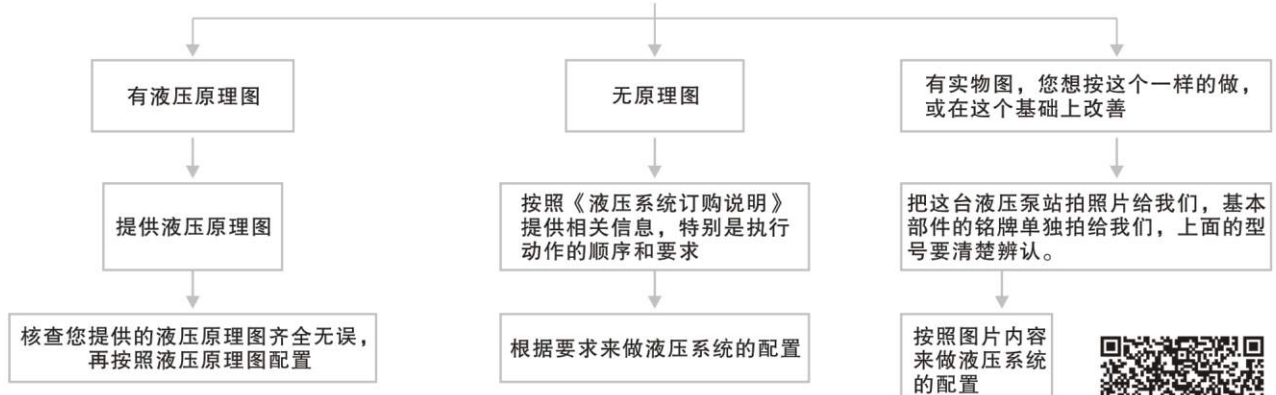 有液压原理图
无原理图
有实物图，您想按这个一样的做，
或在这个基础上改善
提供液压原理图
按照《液压系统订购说明》
提供相关信息，特别是执行
动作的顺序和要求
把这台液压泵站拍照片给我们，基本
部件的铭牌单独拍给我们，上面的型
号要清楚辨认。
核查您提供的液压原理图齐全无误，
再按照液压原理图配置
根据要求来做液压系统的配置
按照图片内容
来做液压系统
的配置